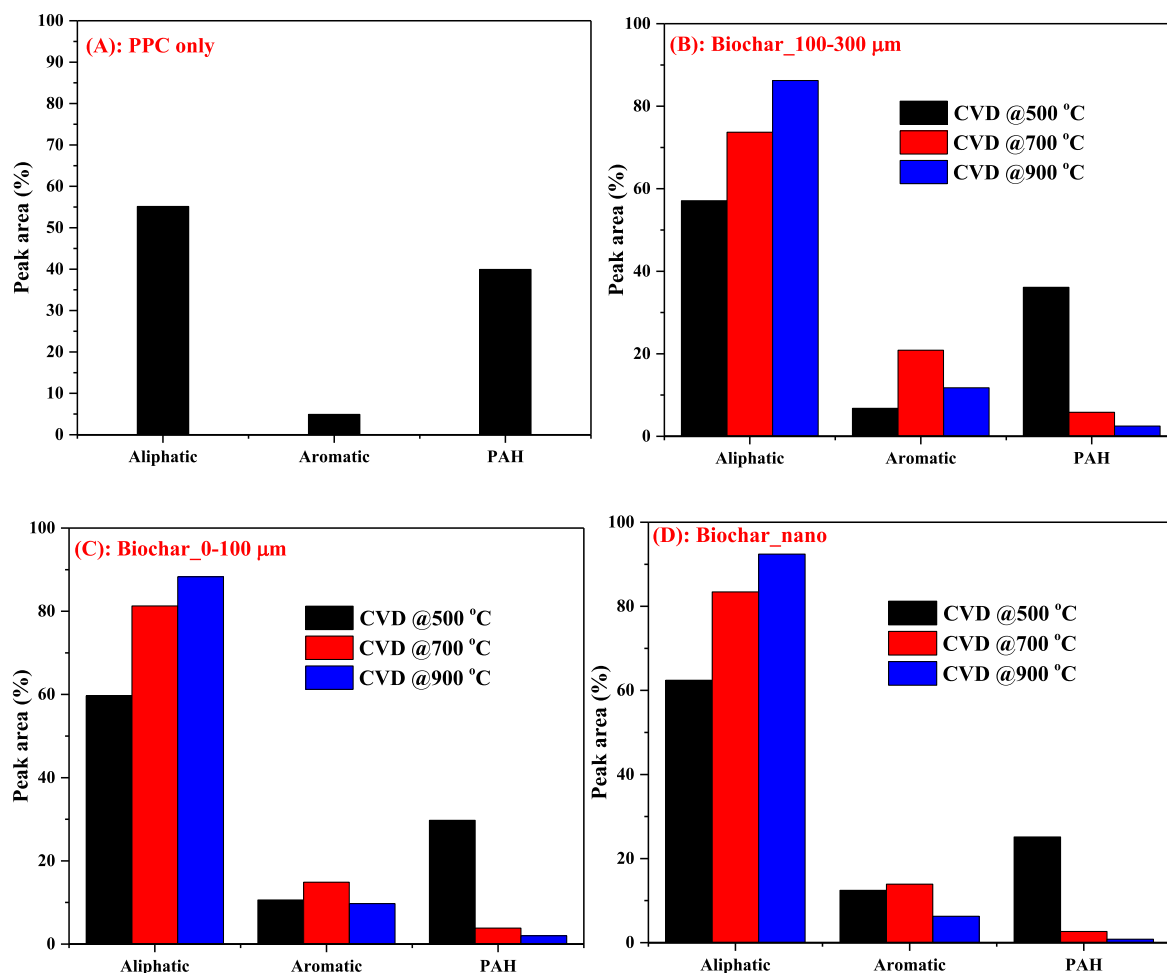 (A): PPC only
Peak area (%)
100
90
80
70
60
50
40
30
20
10
0
Aliphatic
Aromatic
PAH
(B): Biochar_100-300 μm
Peak area (%)
100
80
60
40
20
0
CVD @500 °C
CVD @700 °C
CVD @900 °C
Aliphatic
Aromatic
PAH
(C): Biochar_0-100 μm
Peak area (%)
100
80
60
40
20
0
CVD @500 °C
CVD @700 °C
CVD @900 °C
Aliphatic
Aromatic
PAH
(D): Biochar_nano
Peak area (%)
100
80
60
40
20
0
CVD @500 °C
CVD @700 °C
CVD @900 °C
Aliphatic
Aromatic
PAH